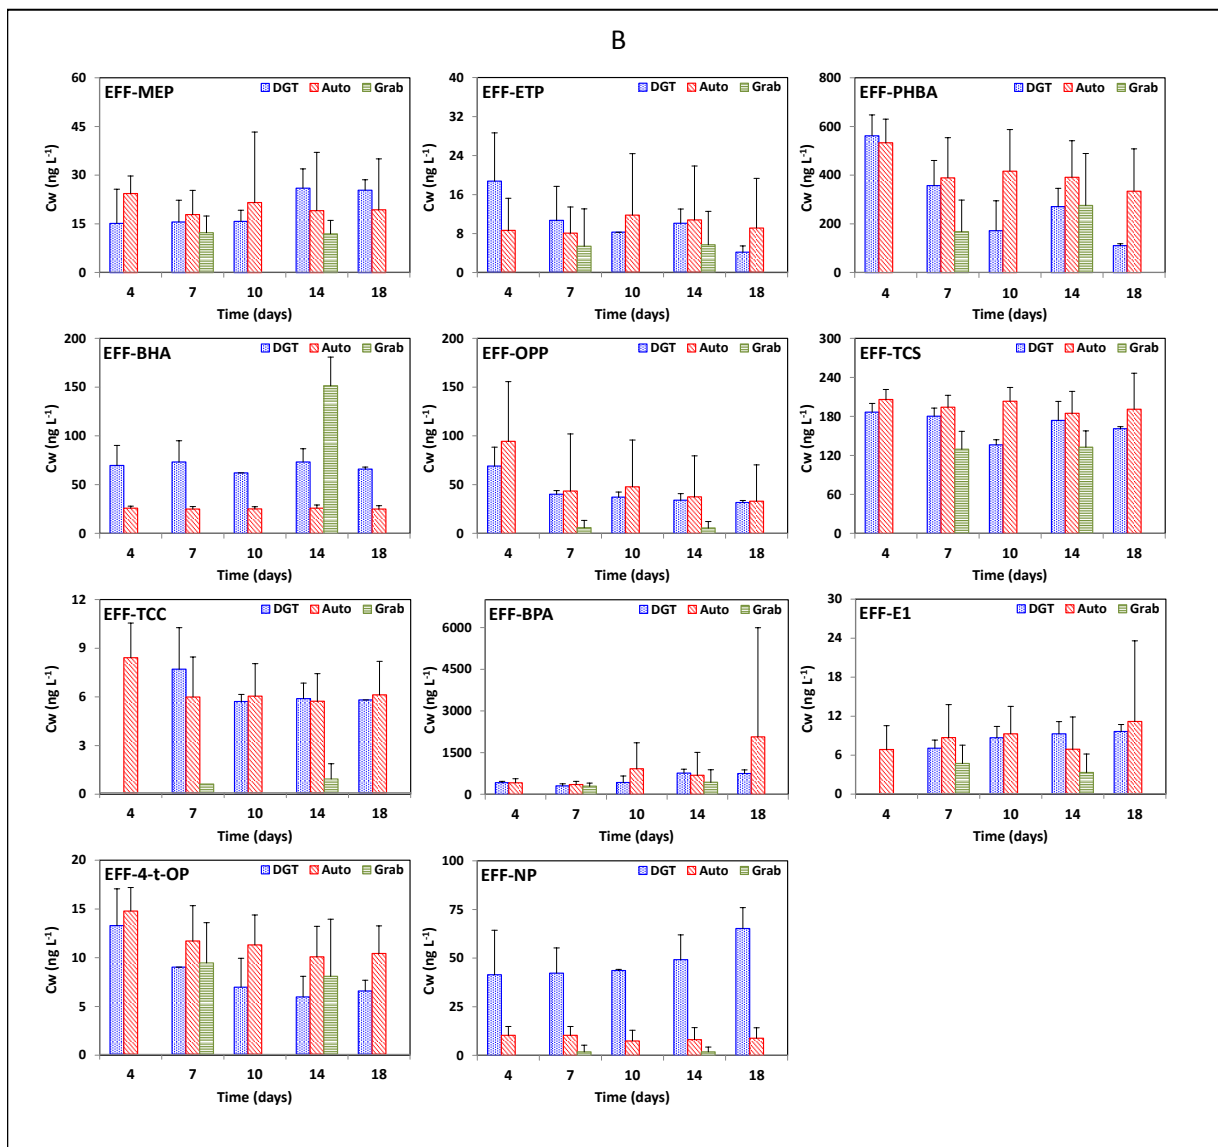 B
EFF-MEP
DGT Auto Grab
Cw (ng L-1)
60
45
30
15
0
4 7 10 14 18
Time (days)
EFF-ETP
DGT Auto Grab
Cw (ng L-1)
40
32
24
16
8
0
4 7 10 14 18
Time (days)
EFF-PHBA
DGT Auto Grab
Cw (ng L-1)
800
600
400
200
0
4 7 10 14 18
Time (days)
EFF-BHA
DGT Auto Grab
Cw (ng L-1)
200
150
100
50
0
4 7 10 14 18
Time (days)
EFF-OPP
DGT Auto Grab
Cw (ng L-1)
200
150
100
50
0
4 7 10 14 18
Time (days)
EFF-TCS
DGT Auto Grab
Cw (ng L-1)
300
240
180
120
60
0
4 7 10 14 18
Time (days)
EFF-TCC
DGT Auto Grab
Cw (ng L-1)
12
9
6
3
0
4 7 10 14 18
Time (days)
EFF-BPA
DGT Auto Grab
Cw (ng L-1)
6000
4500
3000
1500
0
4 7 10 14 18
Time (days)
EFF-E1
DGT Auto Grab
Cw (ng L-1)
30
24
18
12
6
0
4 7 10 14 18
Time (days)
EFF-4-t-OP
DGT Auto Grab
Cw (ng L-1)
20
15
10
5
0
4 7 10 14 18
Time (days)
EFF-NP
DGT Auto Grab
Cw (ng L-1)
100
75
50
25
0
4 7 10 14 18
Time (days)